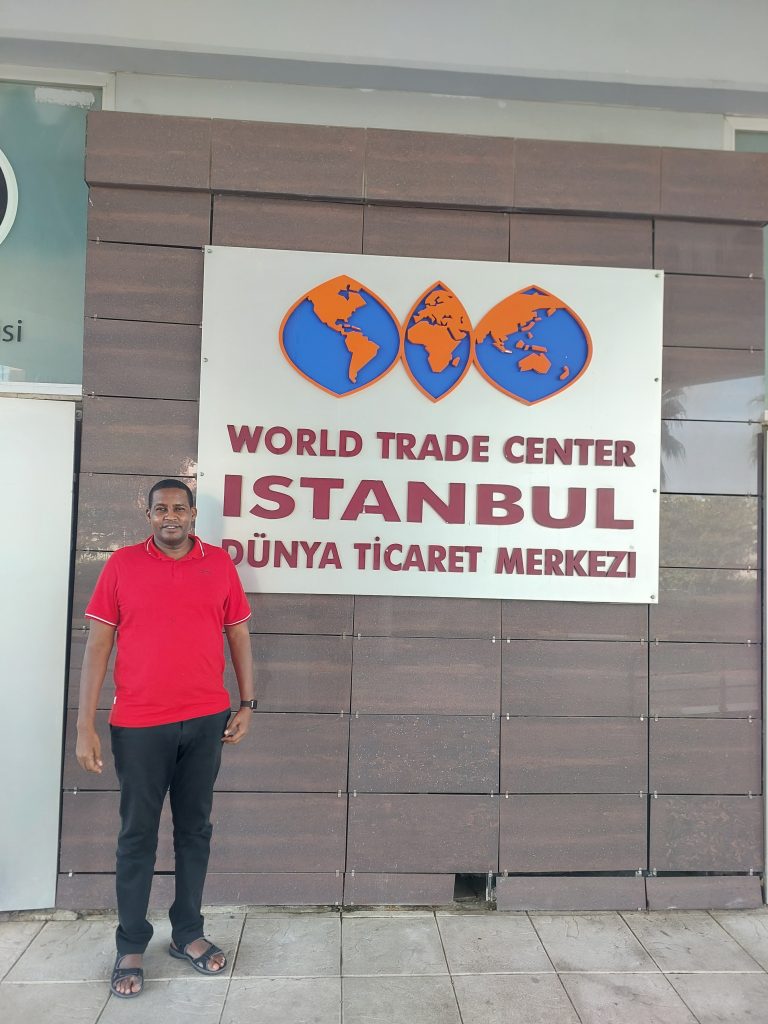 WORLD TRADE CENTER
ISTANBUL
DÜNYA TİCARET MERKEZİ